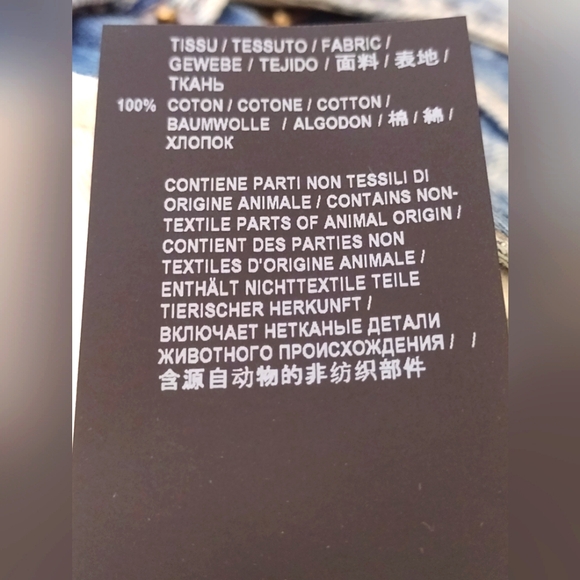 TISSU / TESSUTO / FABRIC /
GEWEBE / TEJIDO / 面料 / 表地 /
ТКАНЬ
100% COTON / COTONE / COTTON /
BAUMWOLLE / ALGODON / 棉 / 綿 /
ХЛОПОК
CONTIENE PARTI NON TESSILI DI
ORIGINE ANIMALE / CONTAINS NON-
TEXTILE PARTS OF ANIMAL ORIGIN /
CONTIENT DES PARTIES NON
TEXTILES D'ORIGINE ANIMALE /
ENTHÄLT NICHTTEXTILE TEILE
TIERISCHER HERKUNFT /
ВКЛЮЧАЕТ НЕТКАНЫЕ ДЕТАЛИ
ЖИВОТНОГО ПРОИСХОЖДЕНИЯ / /
含源自动物的非纺织部件